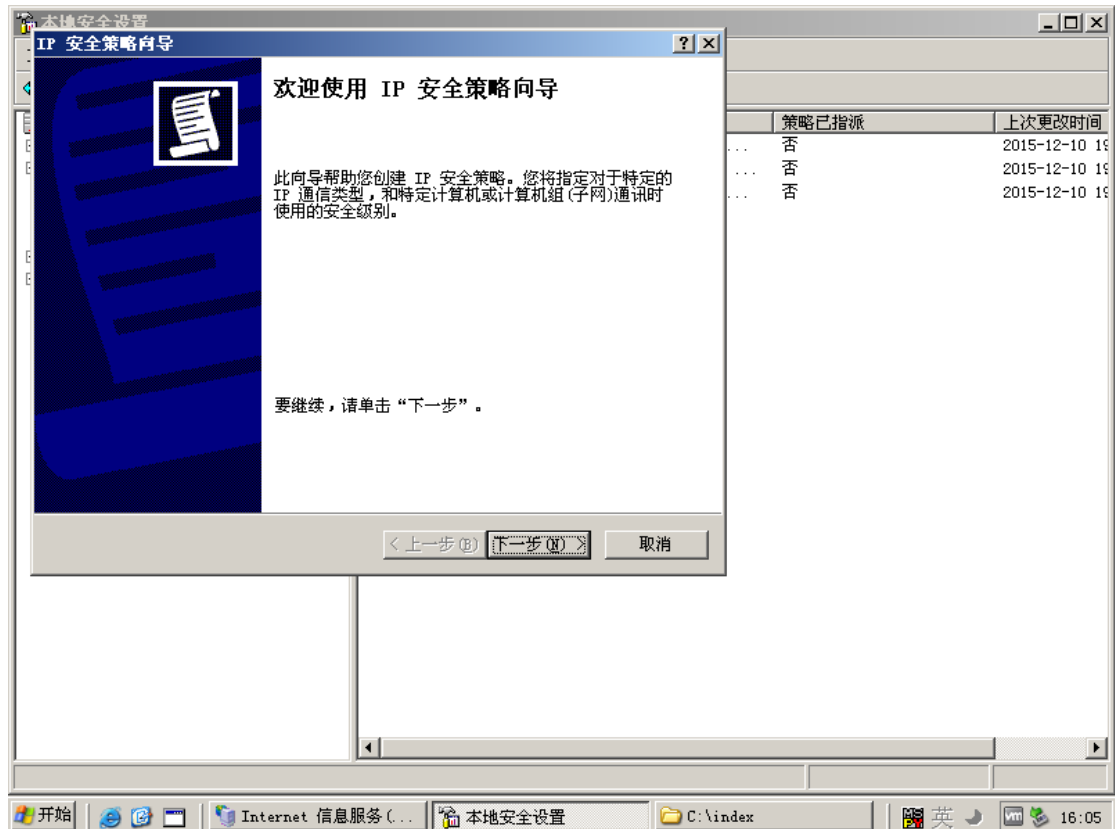 本地安全设置
IP 安全策略向导
欢迎使用 IP 安全策略向导
此向导帮助您创建 IP 安全策略。您将指定对于特定的
IP 通信类型，和特定计算机或计算机组(子网)通讯时
使用的安全级别。
要继续，请单击“下一步”。
< 上一步(B) 下一步(N) > 取消
策略已指派 上次更改时间
... 否 2015-12-10 19
... 否 2015-12-10 19
... 否 2015-12-10 19
开始 Internet 信息服务(... 本地安全设置 C:\index 英 16:05